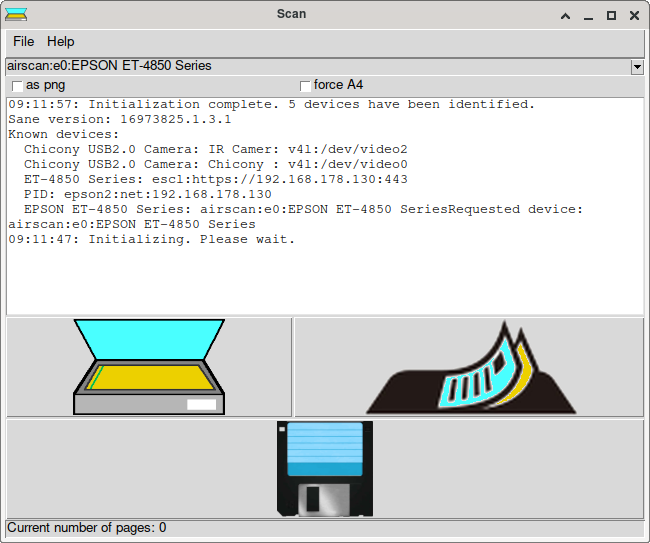 Scan
File Help
airscan:e0:EPSON ET-4850 Series
as png force A4
09:11:57: Initialization complete. 5 devices have been identified.
Sane version: 16973825.1.3.1
Known devices:
Chicony USB2.0 Camera: IR Camer: v41:/dev/video2
Chicony USB2.0 Camera: Chicony : v41:/dev/video0
ET-4850 Series: escl:https://192.168.178.130:443
PID: epson2:net:192.168.178.130
EPSON ET-4850 Series: airscan:e0:EPSON ET-4850 SeriesRequested device:
airscan:e0:EPSON ET-4850 Series
09:11:47: Initializing. Please wait.
Current number of pages: 0